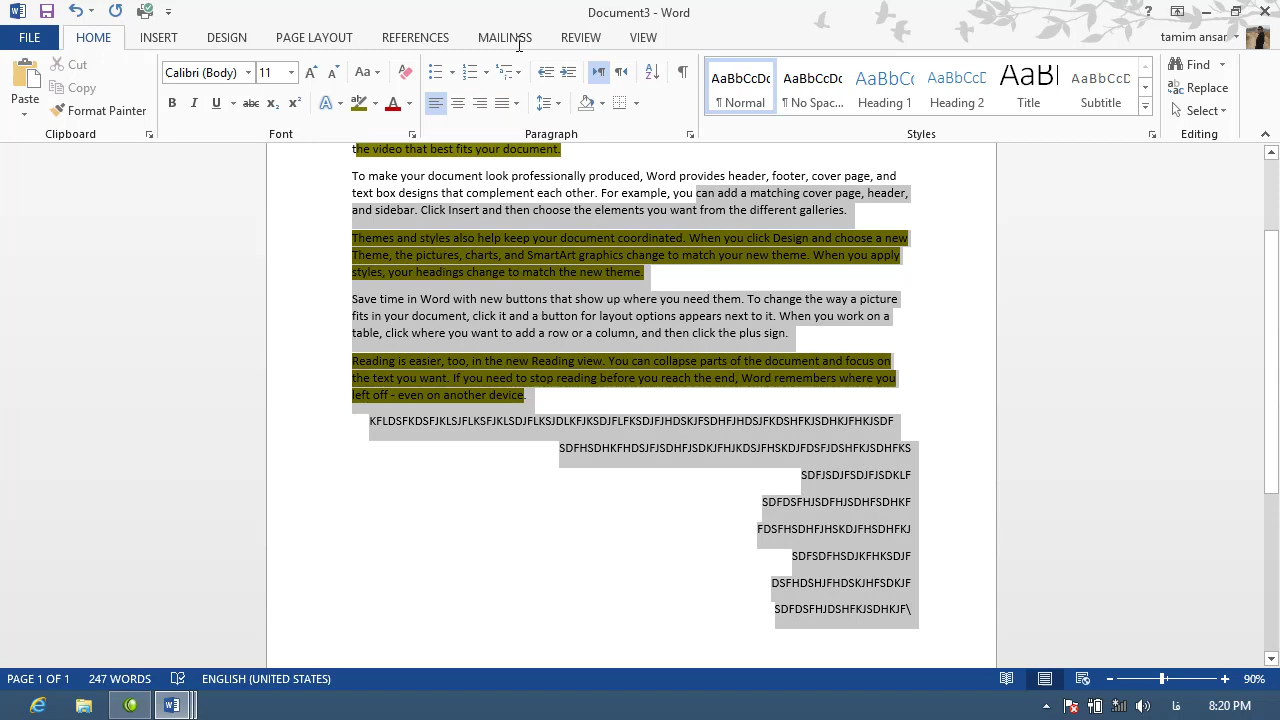 Document3 - Word
FILE HOME INSERT DESIGN PAGE LAYOUT REFERENCES MAILINGS REVIEW VIEW tamim ansar
Cut
Copy
Format Painter
Paste
Clipboard
Calibri (Body) 11
Font
Paragraph
AaBbCcDc AaBbCcDc AaBbCc AaBbCcC AaBl AaBbCcD
¶ Normal ¶ No Spac... Heading 1 Heading 2 Title Subtitle
Styles
Find
Replace
Select
Editing
the video that best fits your document.
To make your document look professionally produced, Word provides header, footer, cover page, and
text box designs that complement each other. For example, you can add a matching cover page, header,
and sidebar. Click Insert and then choose the elements you want from the different galleries.
Themes and styles also help keep your document coordinated. When you click Design and choose a new
Theme, the pictures, charts, and SmartArt graphics change to match your new theme. When you apply
styles, your headings change to match the new theme.
Save time in Word with new buttons that show up where you need them. To change the way a picture
fits in your document, click it and a button for layout options appears next to it. When you work on a
table, click where you want to add a row or a column, and then click the plus sign.
Reading is easier, too, in the new Reading view. You can collapse parts of the document and focus on
the text you want. If you need to stop reading before you reach the end, Word remembers where you
left off - even on another device.
KFLDSFKDSFJKLSJFLKSFJKLSDJFLKSJDLKFJKSDJFLFKSDJFJHDSKJFSDHFJHDSJFKDSHFKJSDHKJFHKJSDF
SDFHSDHKFHDSJFJSDHFJSDKJFHJKDSJFHSKDJFDSFJDSHFKJSDHFKS
SDFJSDJFSDJFJSDKLF
SDFDSFHJSDFHJSDHFSDHKF
FDSFHSDHFJHSKDJFHSDHFKJ
SDFSDFHSDJKFHKSDJF
DSFHDSHJFHDSKJHFSDKJF
SDFDSFHJDSHFKJSDHKJF\
PAGE 1 OF 1 247 WORDS ENGLISH (UNITED STATES) 90%
فا 8:20 PM